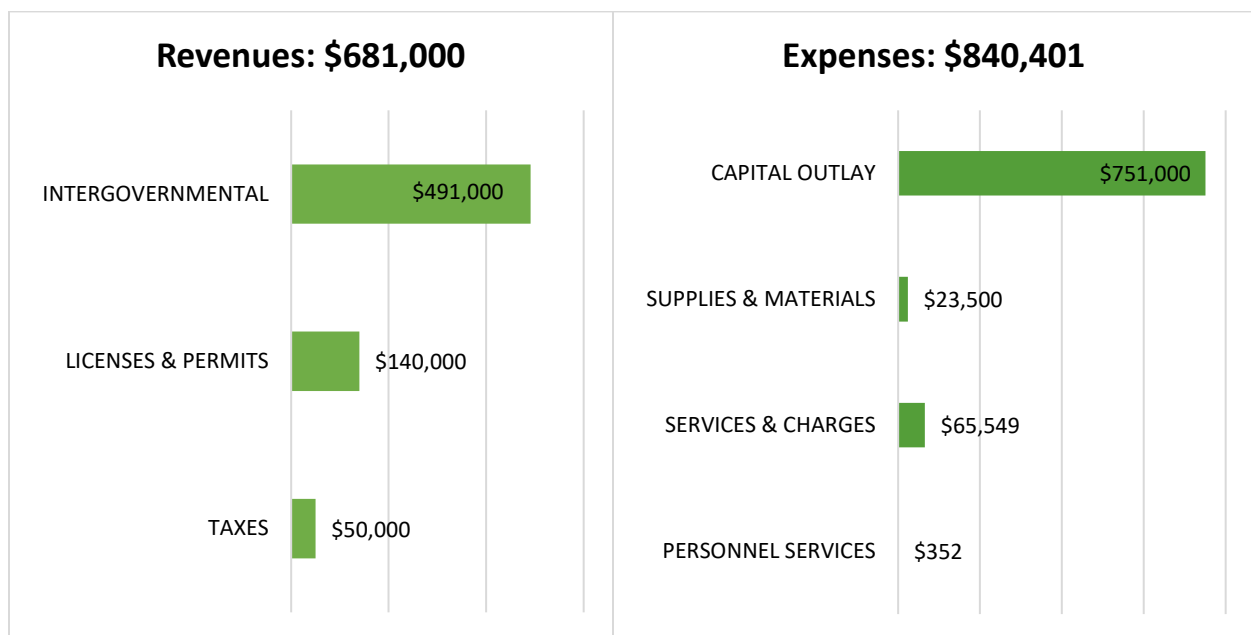 Revenues: $681,000
INTERGOVERNMENTAL
$491,000
LICENSES & PERMITS
$140,000
TAXES
$50,000
Expenses: $840,401
CAPITAL OUTLAY
$751,000
SUPPLIES & MATERIALS
$23,500
SERVICES & CHARGES
$65,549
PERSONNEL SERVICES
$352